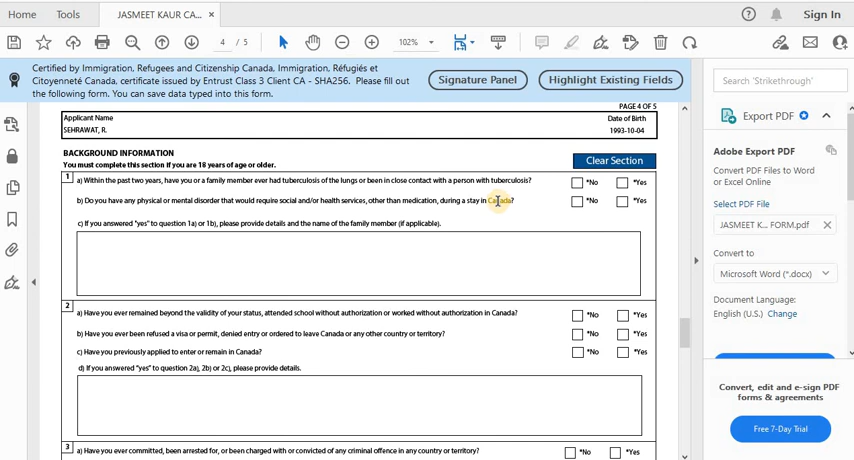 Home Tools JASMEET KAUR CA... × Sign In
4 / 5 102%
Certified by Immigration, Refugees and Citizenship Canada, Immigration, Réfugiés et
Citoyenneté Canada, certificate issued by Entrust Class 3 Client CA - SHA256. Please fill out
the following form. You can save data typed into this form.
Signature Panel
Highlight Existing Fields
Search 'Strikethrough'
PAGE 4 OF 5
Applicant Name Date of Birth
SEHRAWAT, R. 1993-10-04
BACKGROUND INFORMATION
You must complete this section if you are 18 years of age or older.
Clear Section
1 a) Within the past two years, have you or a family member ever had tuberculosis of the lungs or been in close contact with a person with tuberculosis? *No *Yes
b) Do you have any physical or mental disorder that would require social and/or health services, other than medication, during a stay in Canada? *No *Yes
c) If you answered "yes" to question 1a) or 1b), please provide details and the name of the family member (if applicable).
2 a) Have you ever remained beyond the validity of your status, attended school without authorization or worked without authorization in Canada? *No *Yes
b) Have you ever been refused a visa or permit, denied entry or ordered to leave Canada or any other country or territory? *No *Yes
c) Have you previously applied to enter or remain in Canada? *No *Yes
d) If you answered "yes" to question 2a), 2b) or 2c), please provide details.
3 a) Have you ever committed, been arrested for, or been charged with or convicted of any criminal offence in any country or territory? *No *Yes
Export PDF
Adobe Export PDF
Convert PDF Files to Word
or Excel Online
Select PDF File
JASMEET K... FORM.pdf ×
Convert to
Microsoft Word (*.docx)
Document Language:
English (U.S.) Change
Convert, edit and e-sign PDF
forms & agreements
Free 7-Day Trial